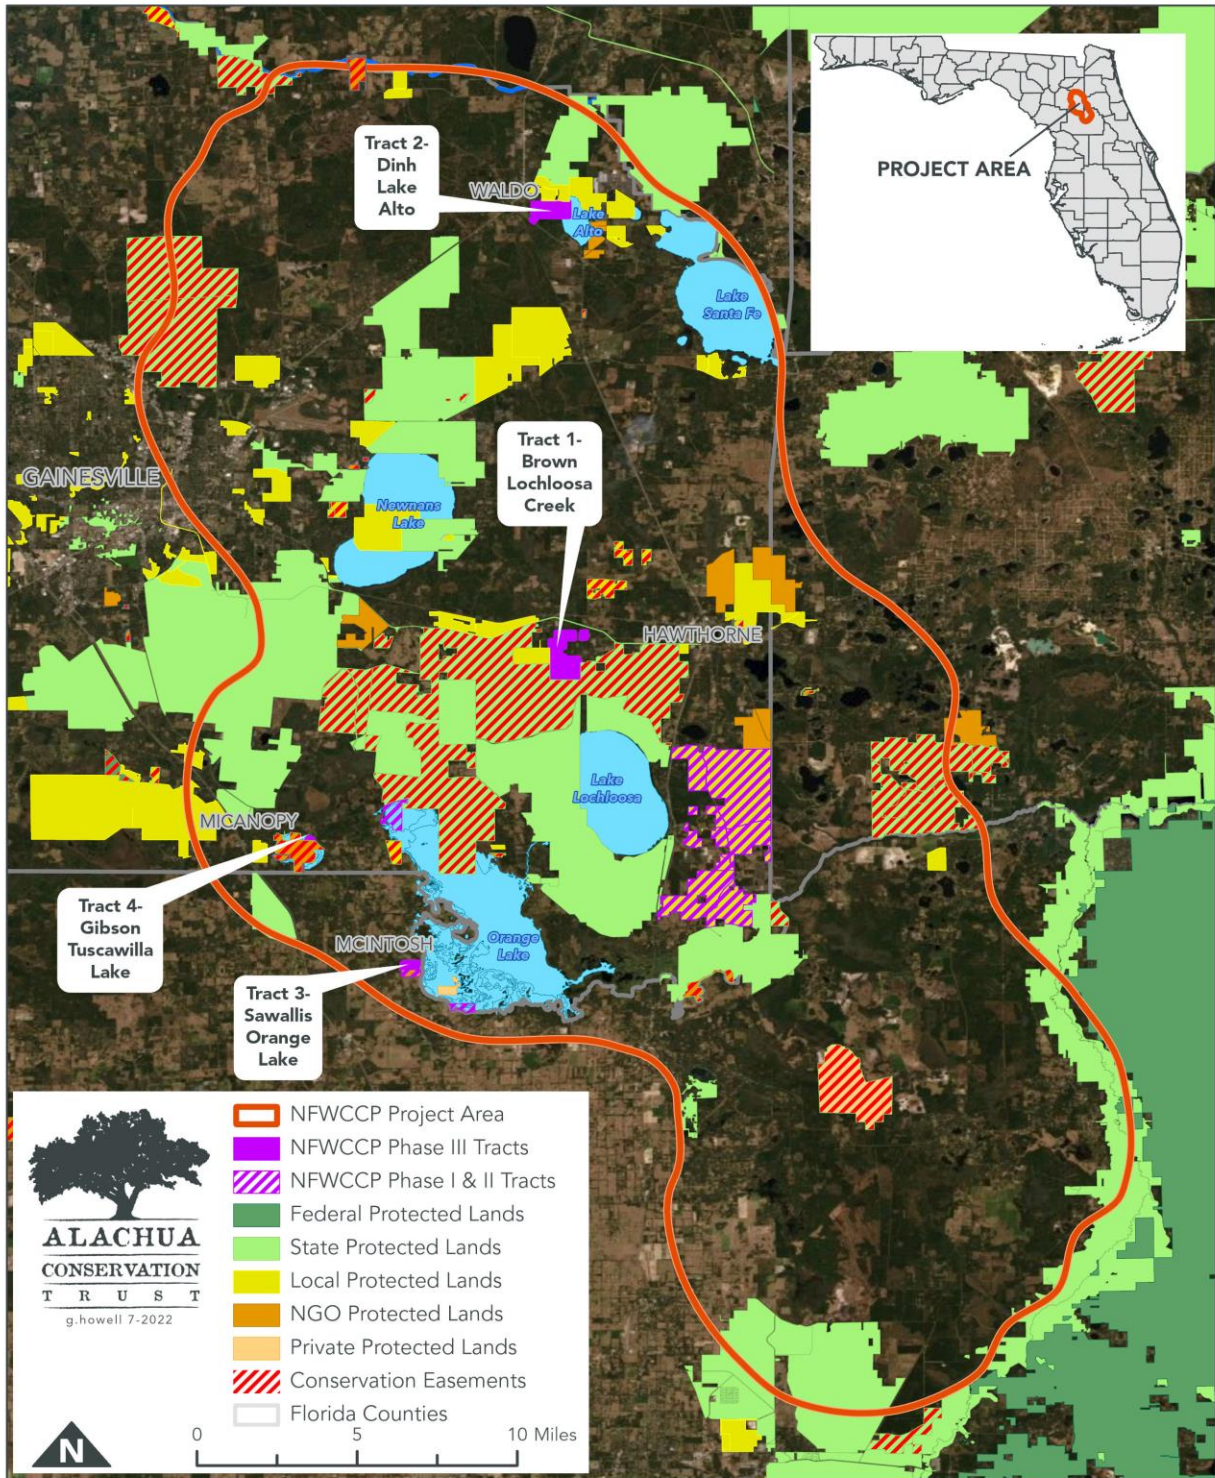 PROJECT AREA
Tract 2-
Dinh
Lake
Alto
WALDO
Lake
Alto
Lake
Santa Fe
Tract 1-
Brown
Lochloosa
Creek
GAINESVILLE
Newnans
Lake
HAWTHORNE
Lake
Lochloosa
MICANOPY
Tract 4-
Gibson
Tuscawilla
Lake
MCINTOSH
Orange
Lake
Tract 3-
Sawallis
Orange
Lake
ALACHUA
CONSERVATION
TRUST
g.howell 7-2022
N
NFWCCP Project Area
NFWCCP Phase III Tracts
NFWCCP Phase I & II Tracts
Federal Protected Lands
State Protected Lands
Local Protected Lands
NGO Protected Lands
Private Protected Lands
Conservation Easements
Florida Counties
0 5 10 Miles